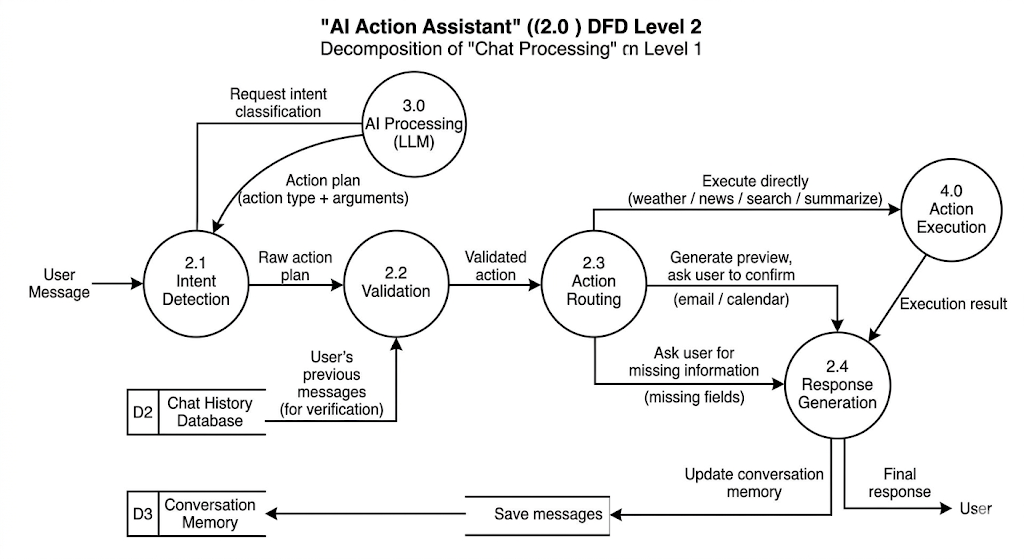 "AI Action Assistant" ((2.0 ) DFD Level 2
Decomposition of "Chat Processing" in Level 1
Request intent
classification
3.0
AI Processing
(LLM)
Action plan
(action type + arguments)
Execute directly
(weather / news / search / summarize)
4.0
Action
Execution
User
Message
2.1
Intent
Detection
Raw action
plan
2.2
Validation
Validated
action
2.3
Action
Routing
Generate preview,
ask user to confirm
(email / calendar)
Execution result
User's
previous
messages
(for verification)
Ask user for
missing information
(missing fields)
2.4
Response
Generation
D2
Chat History
Database
Update conversation
memory
Final
response
D3
Conversation
Memory
Save messages
User